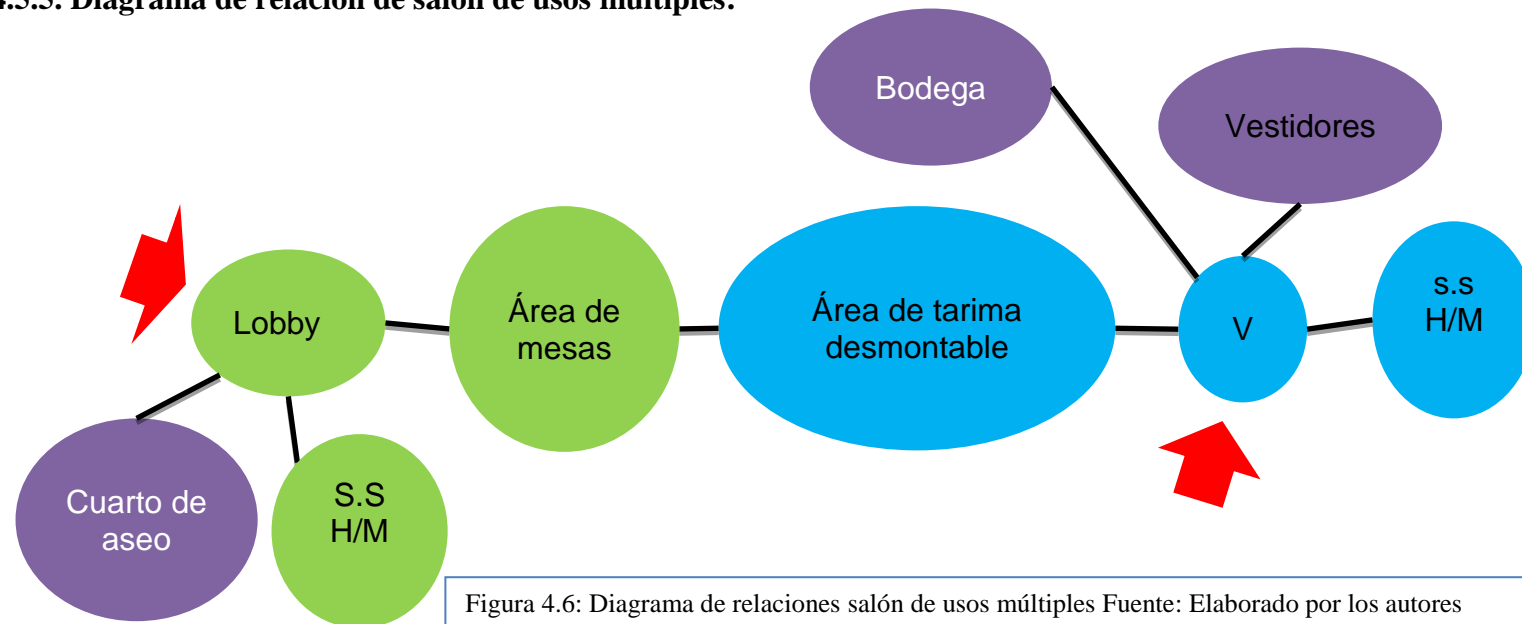 4.3.5. Diagrama de relación de salón de usos múltiples.
Bodega
Vestidores
Lobby
Área de
mesas
Área de tarima
desmontable
V
s.s
H/M
Cuarto de
aseo
S.S
H/M
Figura 4.6: Diagrama de relaciones salón de usos múltiples Fuente: Elaborado por los autores